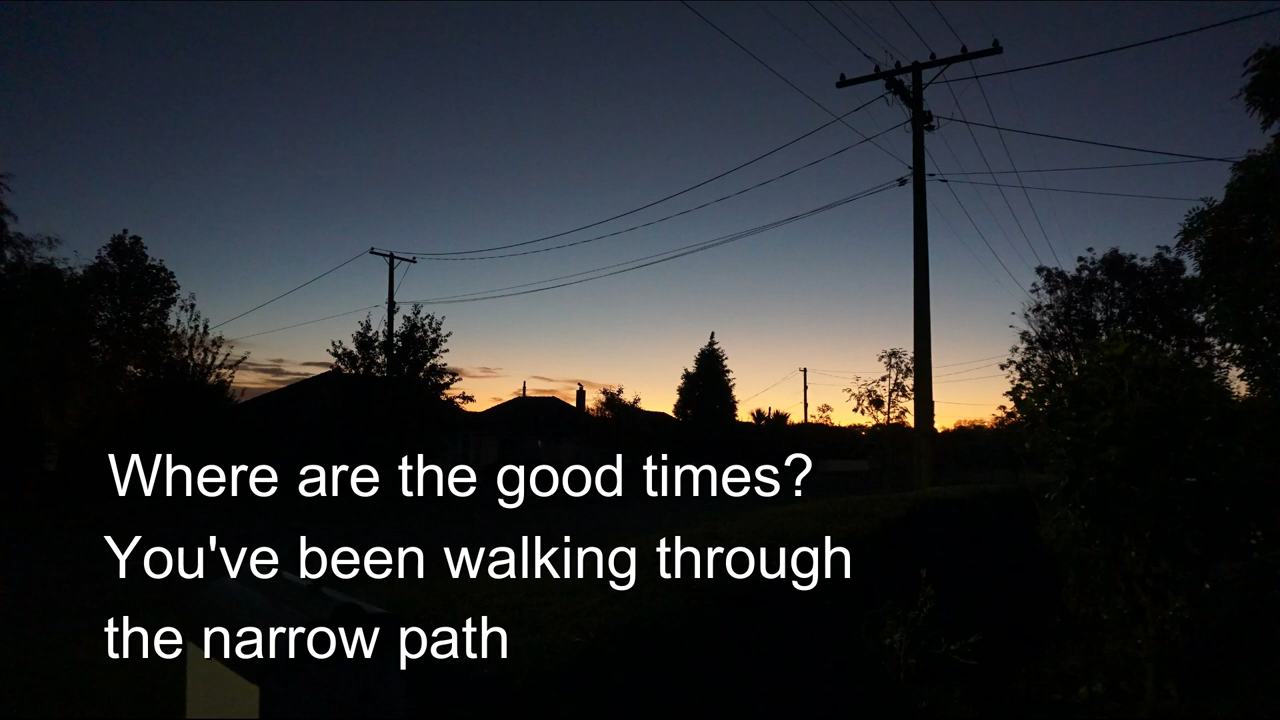 Where are the good times?
You've been walking through
the narrow path